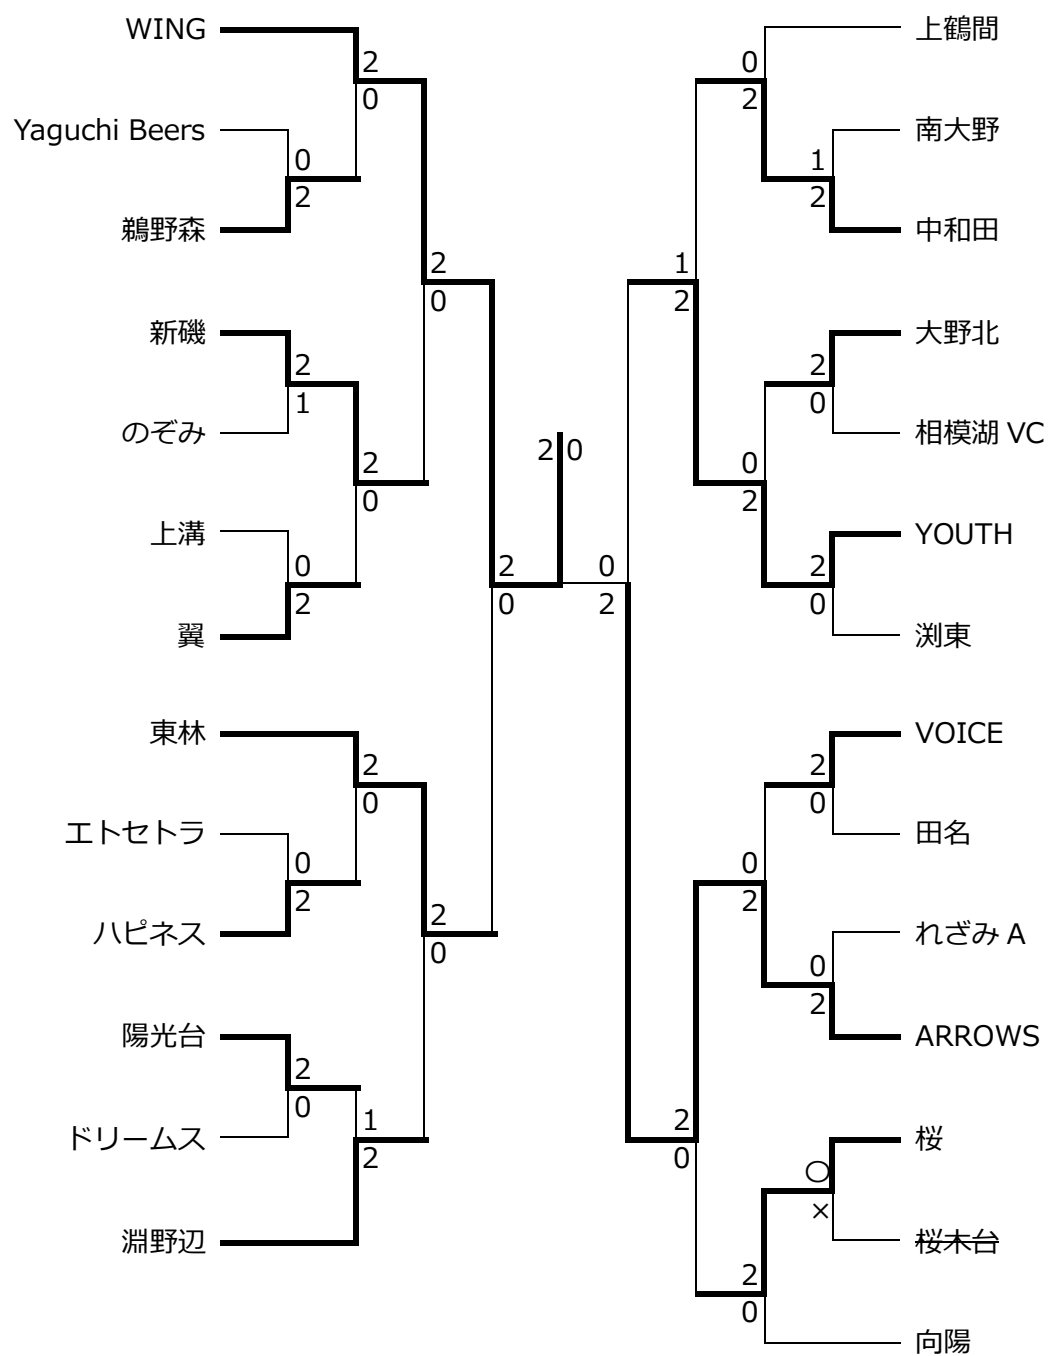 WING
2
0
Yaguchi Beers
0
2
鵜野森
2
0
新磯
2
1
のぞみ
2
0
上溝
0
2
翼
2
0
東林
2
0
エトセトラ
0
2
ハピネス
2
0
陽光台
2
0
ドリームス
1
2
淵野辺
2 0
上鶴間
0
2
南大野
1
2
中和田
1
2
大野北
2
0
相模湖 VC
0
2
YOUTH
2
0
渕東
0
2
VOICE
2
0
田名
0
2
れざみ A
0
2
ARROWS
2
0
桜
○
×
桜木台
2
0
向陽